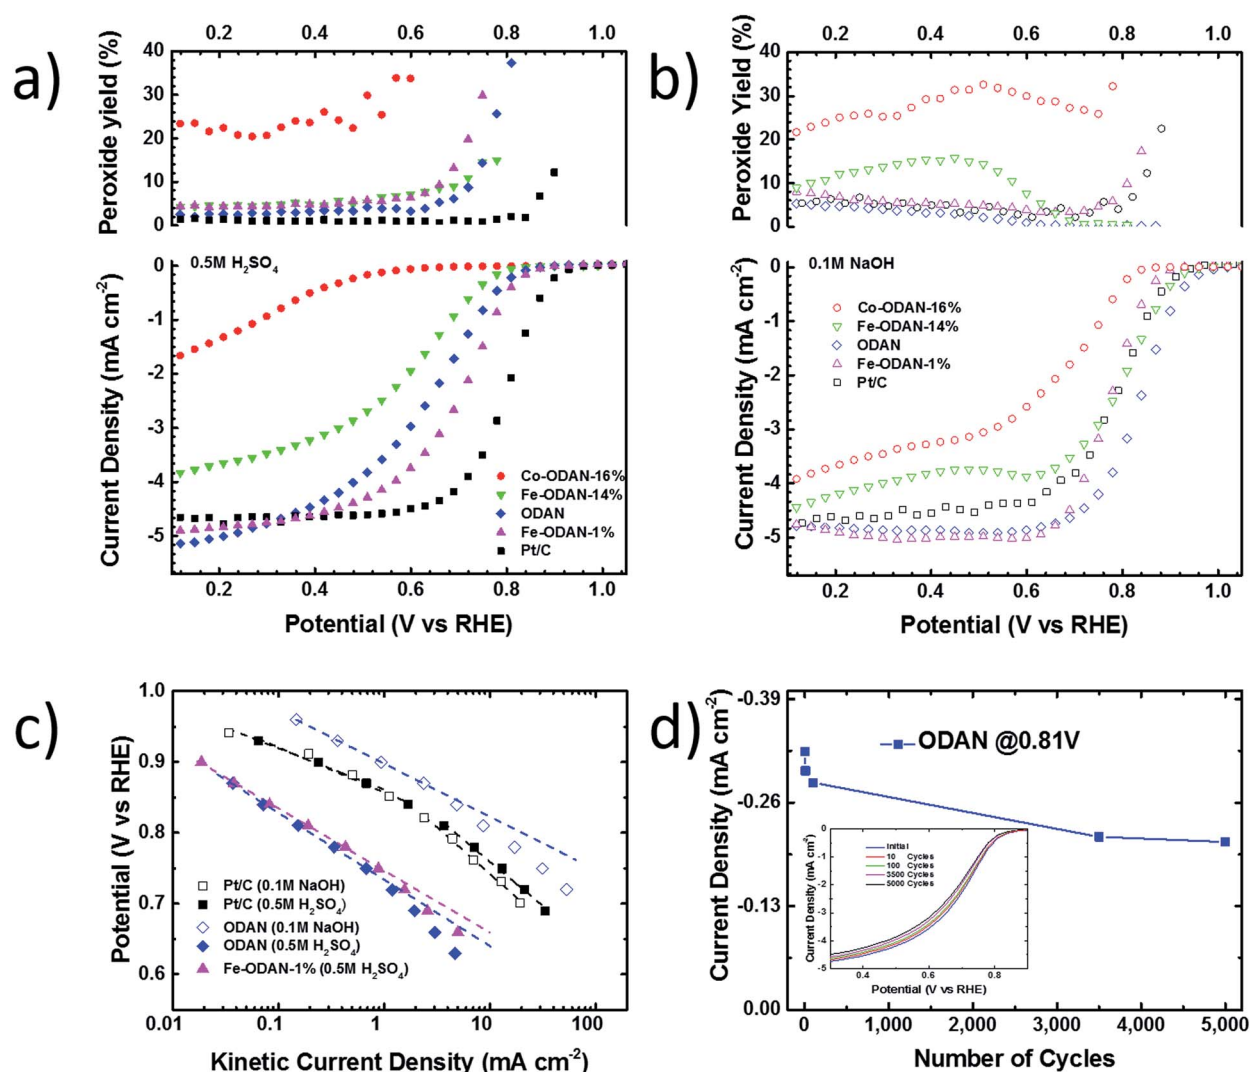 a)
0.2 0.4 0.6 0.8 1.0
Peroxide yield (%)
40
30
20
10
0
0.5M H₂SO₄
Current Density (mA cm⁻²)
0
-1
-2
-3
-4
-5
Co-ODAN-16%
Fe-ODAN-14%
ODAN
Fe-ODAN-1%
Pt/C
0.2 0.4 0.6 0.8 1.0
Potential (V vs RHE)
b)
0.2 0.4 0.6 0.8 1.0
Peroxide Yield (%)
40
30
20
10
0
0.1M NaOH
Current Density (mA cm⁻²)
0
-1
-2
-3
-4
-5
Co-ODAN-16%
Fe-ODAN-14%
ODAN
Fe-ODAN-1%
Pt/C
0.2 0.4 0.6 0.8 1.0
Potential (V vs RHE)
c)
Potential (V vs RHE)
1.0
0.9
0.8
0.7
0.6
Pt/C (0.1M NaOH)
Pt/C (0.5M H₂SO₄)
ODAN (0.1M NaOH)
ODAN (0.5M H₂SO₄)
Fe-ODAN-1% (0.5M H₂SO₄)
0.01 0.1 1 10 100
Kinetic Current Density (mA cm⁻²)
d)
Current Density (mA cm⁻²)
-0.39
-0.26
-0.13
0.00
ODAN @0.81V
Current Density (mA cm²)
0
-1
-2
-3
-4
-5
Initial
10 Cycles
100 Cycles
3500 Cycles
5000 Cycles
0.4 0.6 0.8
Potential (V vs RHE)
0 1,000 2,000 3,000 4,000 5,000
Number of Cycles